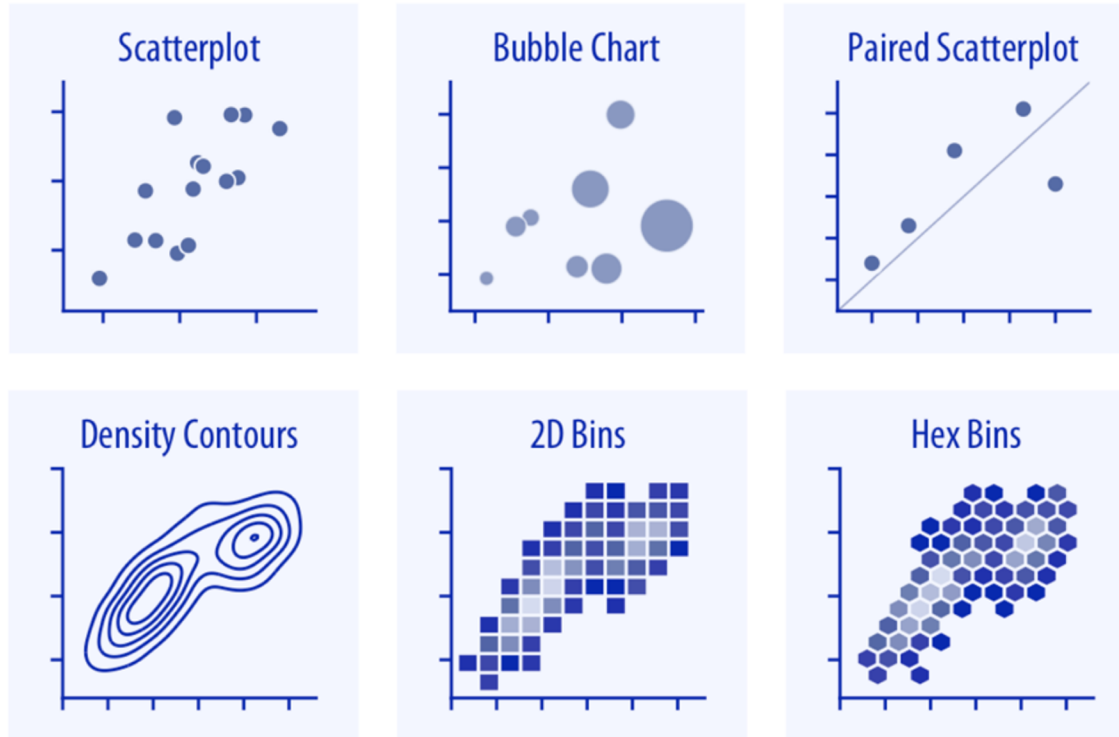 Scatterplot
Bubble Chart
Paired Scatterplot
Density Contours
2D Bins
Hex Bins